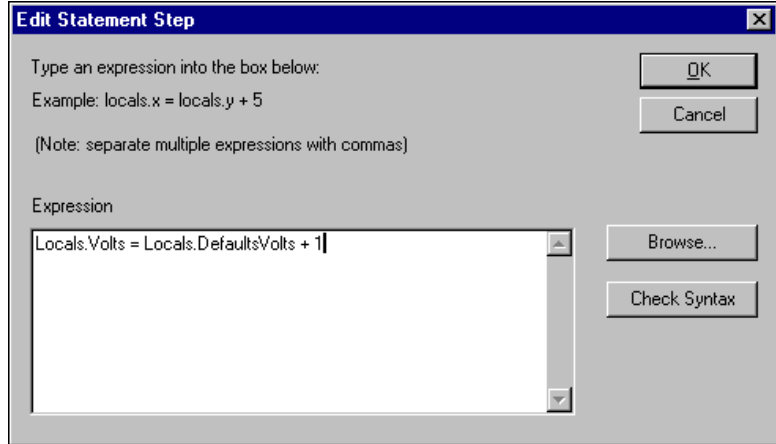 Edit Statement Step
Type an expression into the box below:
OK
Example: locals.x = locals.y + 5
Cancel
(Note: separate multiple expressions with commas)
Expression
Locals.Volts = Locals.DefaultsVolts + 1
Browse...
Check Syntax